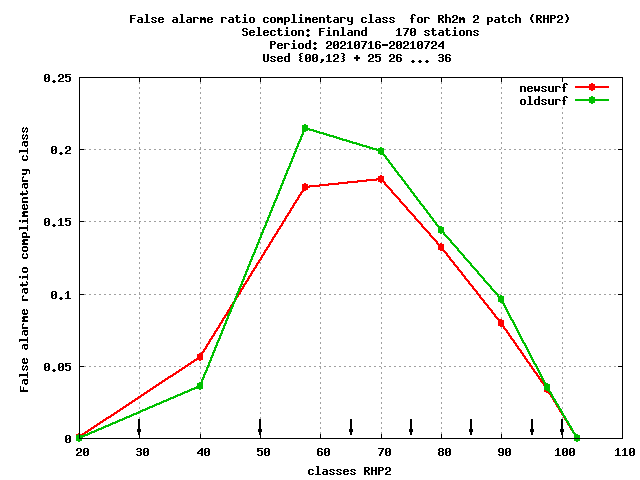 False alarme ratio complimentary class  for Rh2m 2 patch (RHP2)
Selection: Finland    170 stations
Period: 20210716-20210724
Used {00,12} + 25 26 ... 36
newsurf
oldsurf
False alarme ratio complimentary class
0.25
0.2
0.15
0.1
0.05
0
20 30 40 50 60 70 80 90 100 110
classes RHP2